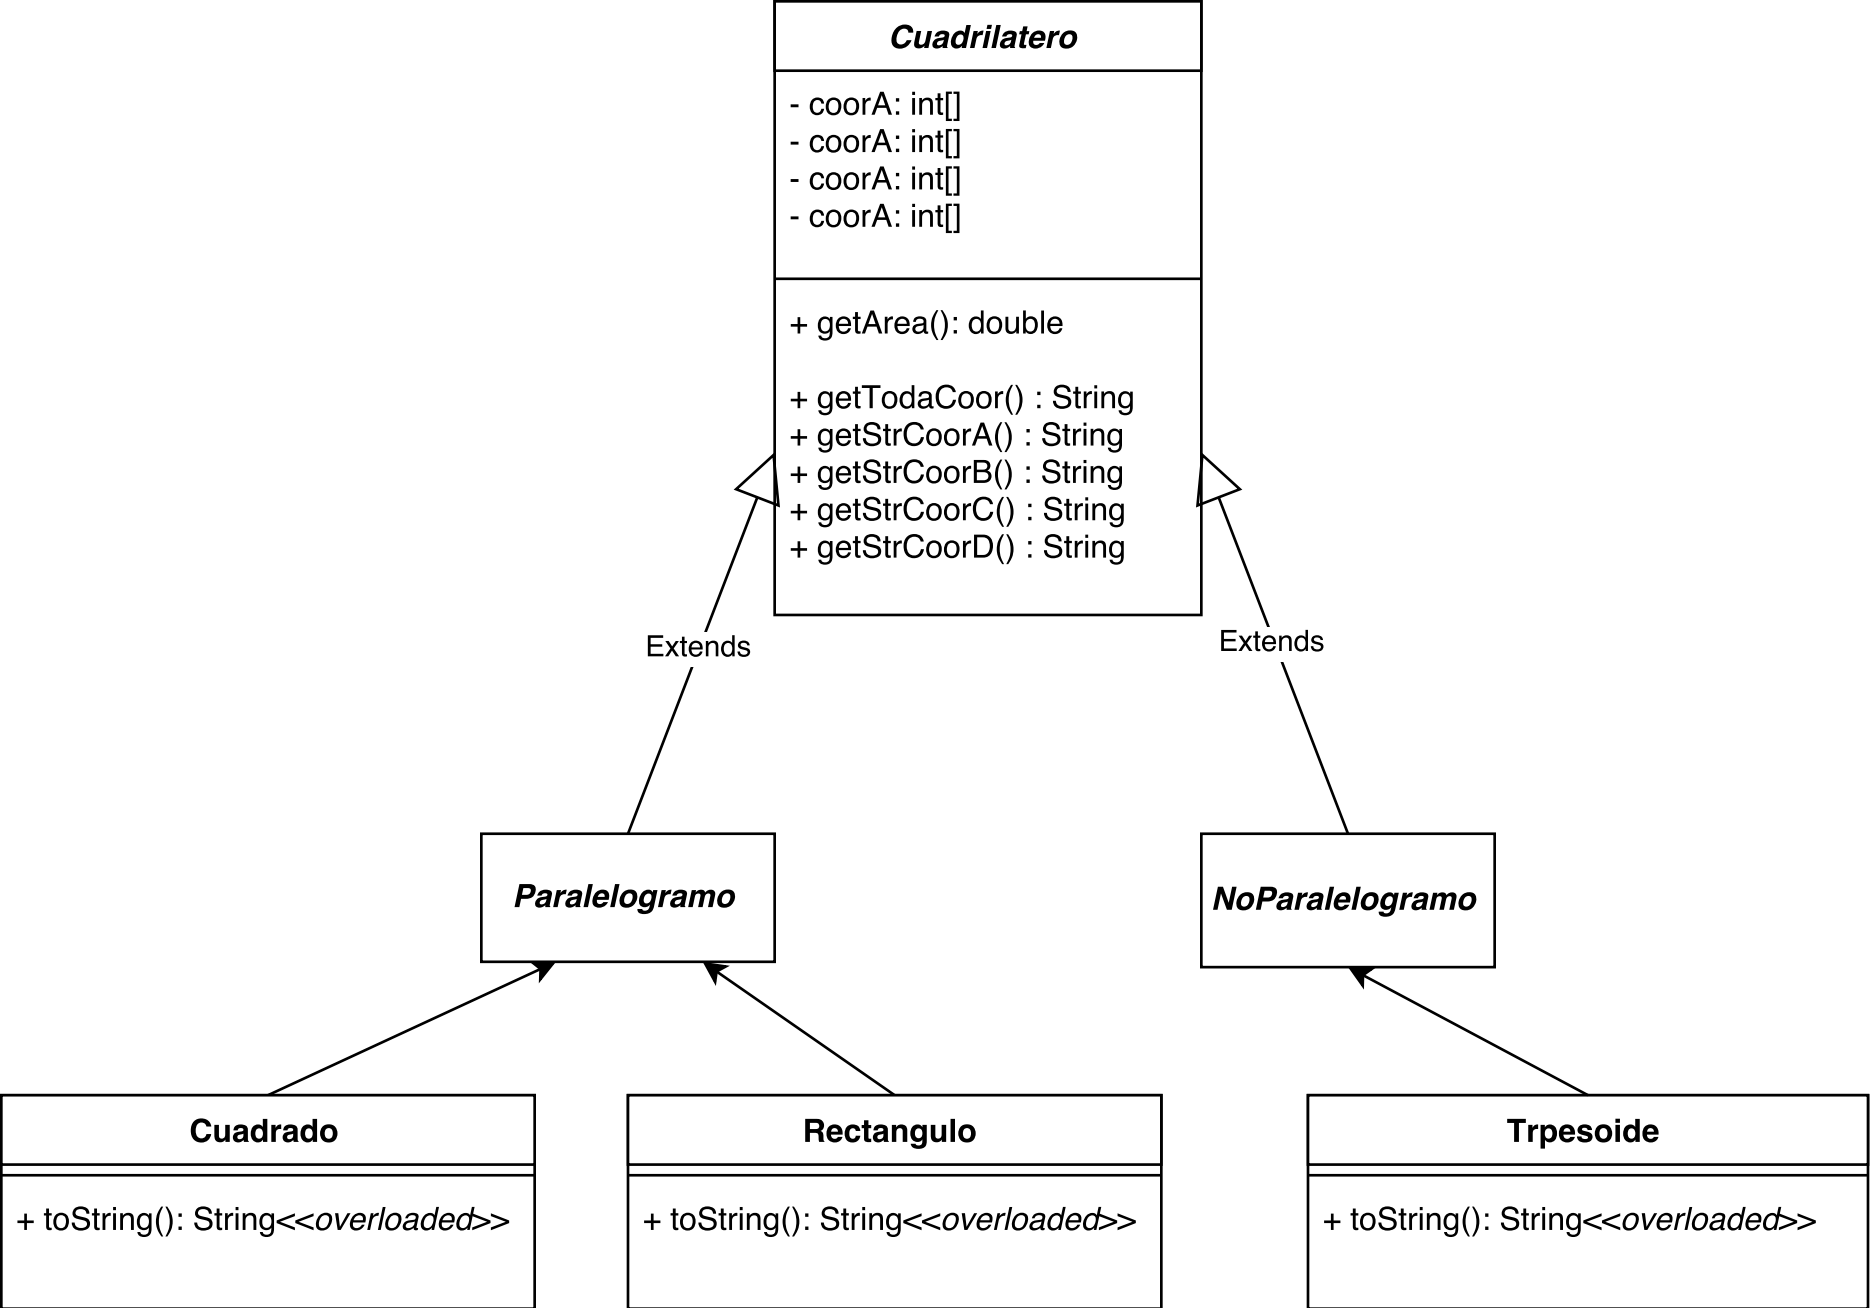 Cuadrilatero
- coorA: int[]
- coorA: int[]
- coorA: int[]
- coorA: int[]
+ getArea(): double
+ getTodaCoor() : String
+ getStrCoorA() : String
+ getStrCoorB() : String
+ getStrCoorC() : String
+ getStrCoorD() : String
Extends
Extends
Paralelogramo
NoParalelogramo
Cuadrado
+ toString(): String<<overloaded>>
Rectangulo
+ toString(): String<<overloaded>>
Trpesoide
+ toString(): String<<overloaded>>